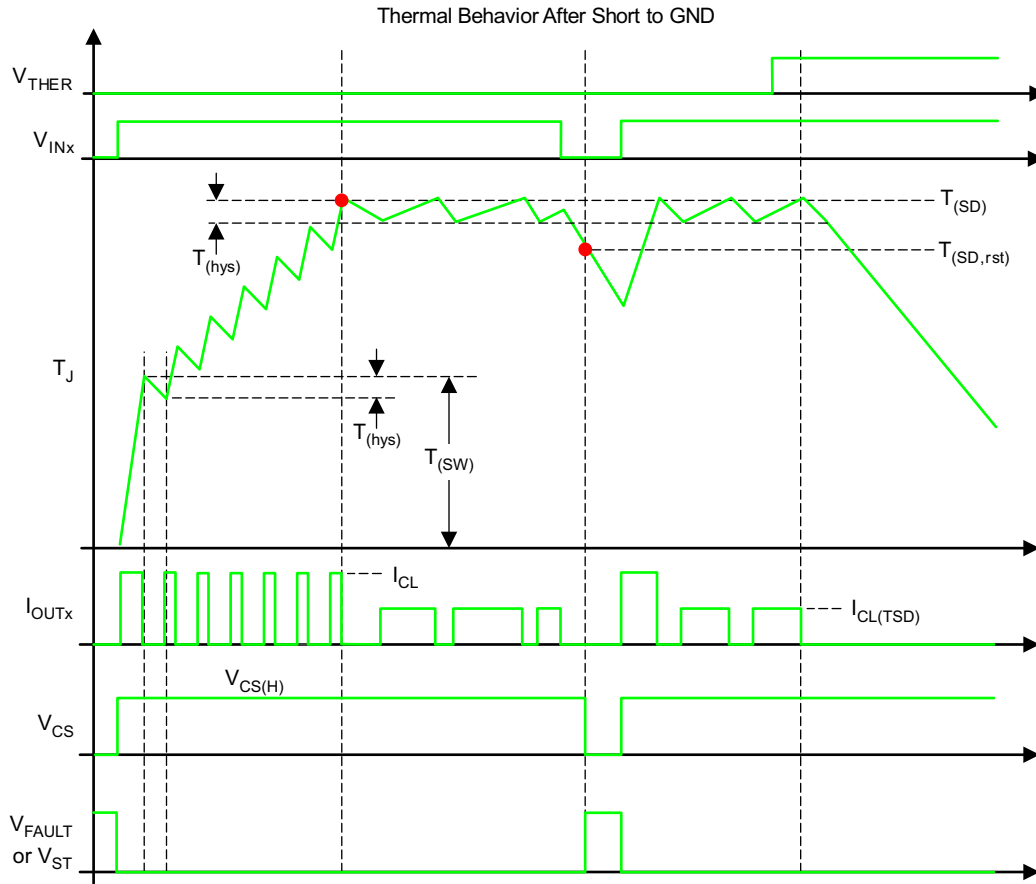 Thermal Behavior After Short to GND
VTHER
VINx
T(SD)
T(hys)
T(SD,rst)
TJ
T(hys)
T(SW)
ICL
IOUTx
ICL(TSD)
VCS(H)
VCS
VFAULT
or VST